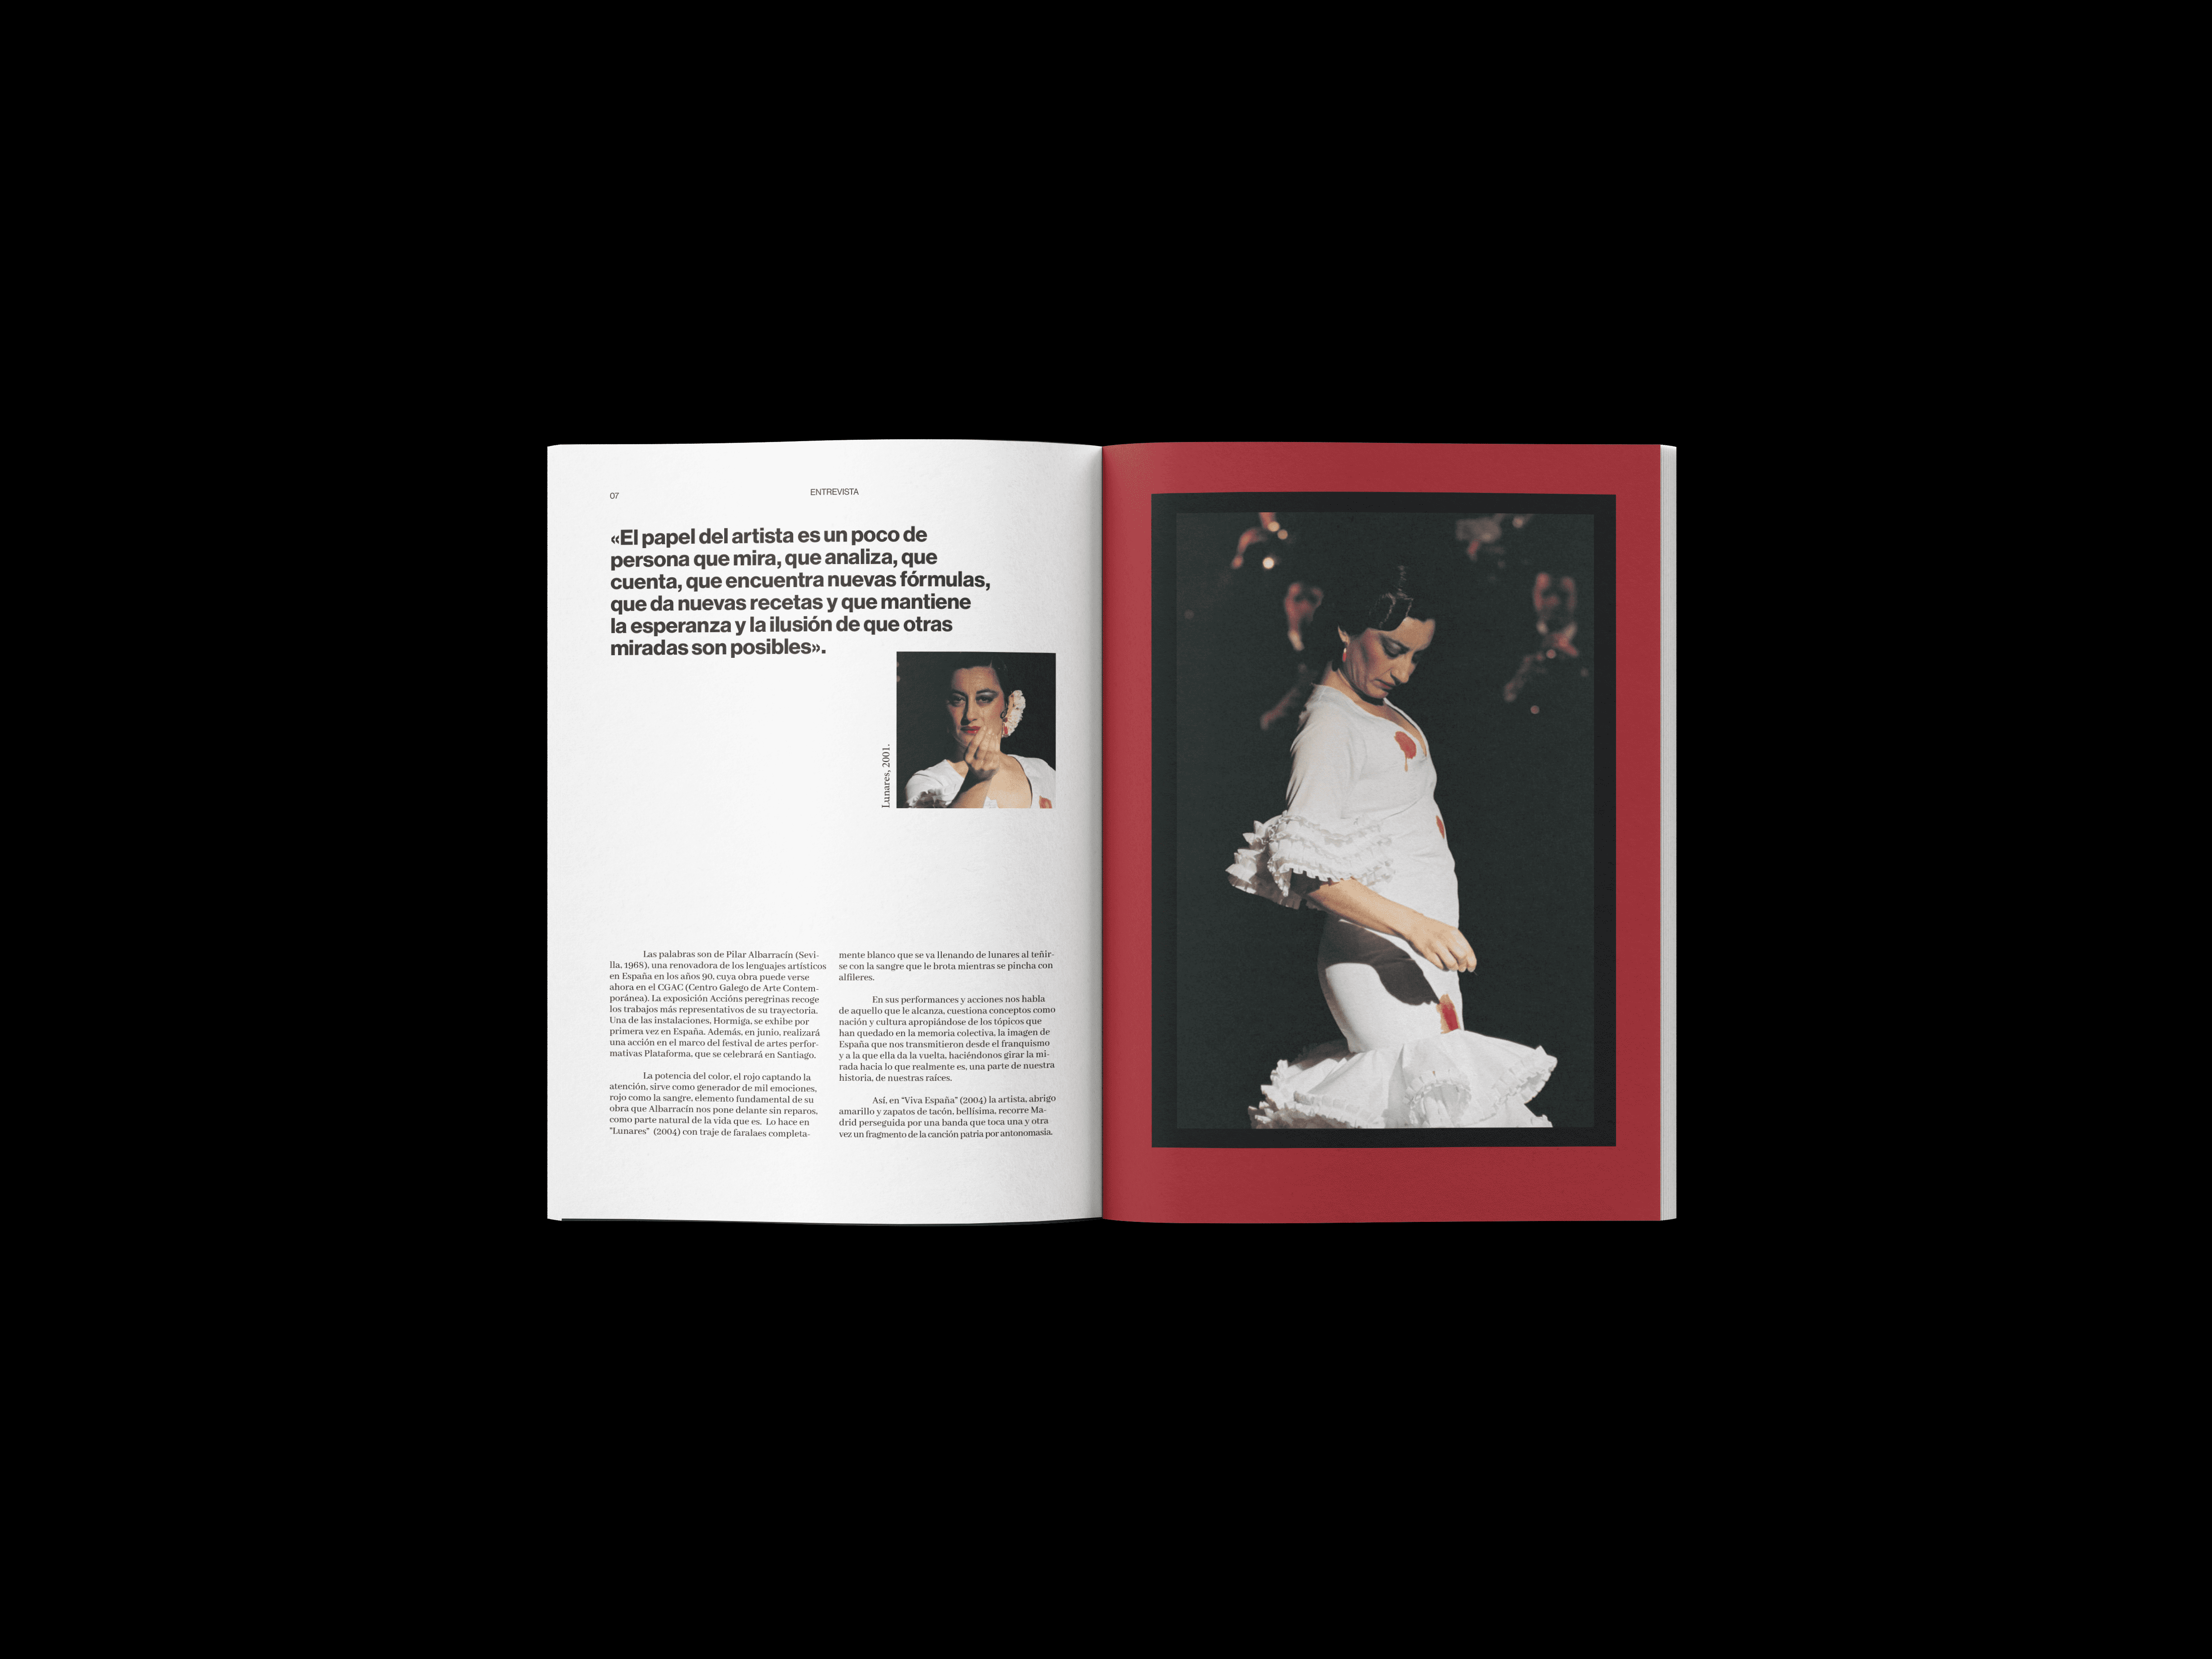 07
ENTREVISTA
«El papel del artista es un poco de
persona que mira, que analiza, que
cuenta, que encuentra nuevas fórmulas,
que da nuevas recetas y que mantiene
la esperanza y la ilusión de que otras
miradas son posibles».
Lunares, 2001.
Las palabras son de Pilar Albarracín (Sevi-
lla, 1968), una renovadora de los lenguajes artísticos
en España en los años 90, cuya obra puede verse
ahora en el CGAC (Centro Galego de Arte Contem-
poránea). La exposición Accións peregrinas recoge
los trabajos más representativos de su trayectoria.
Una de las instalaciones, Hormiga, se exhibe por
primera vez en España. Además, en junio, realizará
una acción en el marco del festival de artes perfor-
mativas Plataforma, que se celebrará en Santiago.
La potencia del color, el rojo captando la
atención, sirve como generador de mil emociones,
rojo como la sangre, elemento fundamental de su
obra que Albarracín nos pone delante sin reparos,
como parte natural de la vida que es.  Lo hace en
"Lunares"  (2004) con traje de faralaes completa-
mente blanco que se va llenando de lunares al teñir-
se con la sangre que le brota mientras se pincha con
alfileres.
En sus performances y acciones nos habla
de aquello que le alcanza, cuestiona conceptos como
nación y cultura apropiándose de los tópicos que
han quedado en la memoria colectiva, la imagen de
España que nos transmitieron desde el franquismo
y a la que ella da la vuelta, haciéndonos girar la mi-
rada hacia lo que realmente es, una parte de nuestra
historia, de nuestras raíces.
Así, en "Viva España" (2004) la artista, abrigo
amarillo y zapatos de tacón, bellísima, recorre Ma-
drid perseguida por una banda que toca una y otra
vez un fragmento de la canción patria por antonomasia.